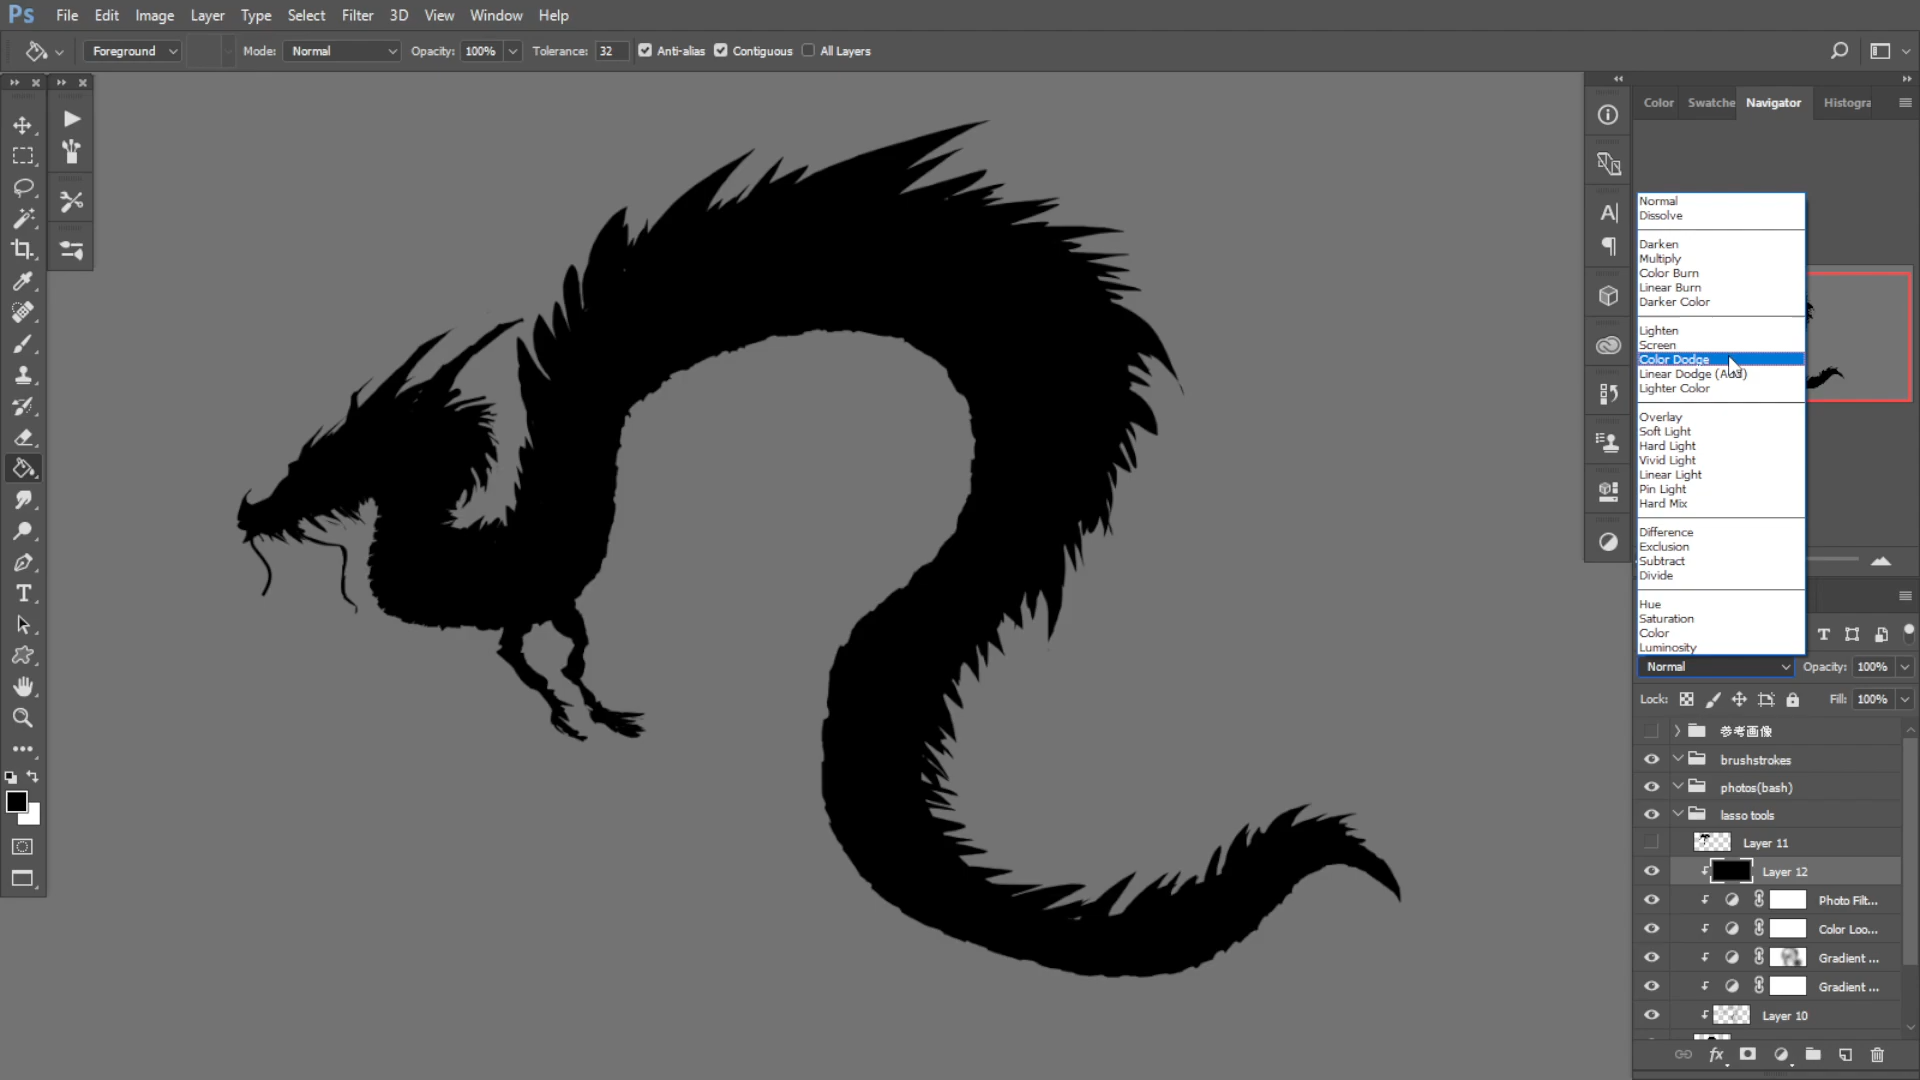 Ps File Edit Image Layer Type Select Filter 3D View Window Help
Foreground Mode: Normal Opacity: 100% Tolerance: 32 Anti-alias Contiguous All Layers
Color Swatche Navigator Histogra
Normal
Dissolve
Darken
Multiply
Color Burn
Linear Burn
Darker Color
Lighten
Screen
Color Dodge
Linear Dodge (Add)
Lighter Color
Overlay
Soft Light
Hard Light
Vivid Light
Linear Light
Pin Light
Hard Mix
Difference
Exclusion
Subtract
Divide
Hue
Saturation
Color
Luminosity
Normal Opacity: 100%
Lock: Fill: 100%
参考画像
brushstrokes
photos(bash)
lasso tools
Layer 11
Layer 12
Photo Filt...
Color Loo...
Gradient ...
Gradient ...
Layer 10
fx